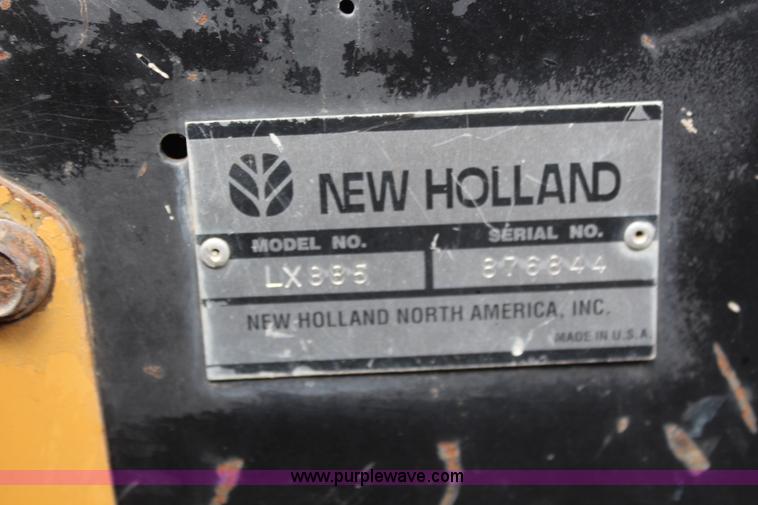 NEW HOLLAND
MODEL NO. SERIAL NO.
LX885 876844
NEW HOLLAND NORTH AMERICA, INC.
MADE IN U.S.A.
www.purplewave.com